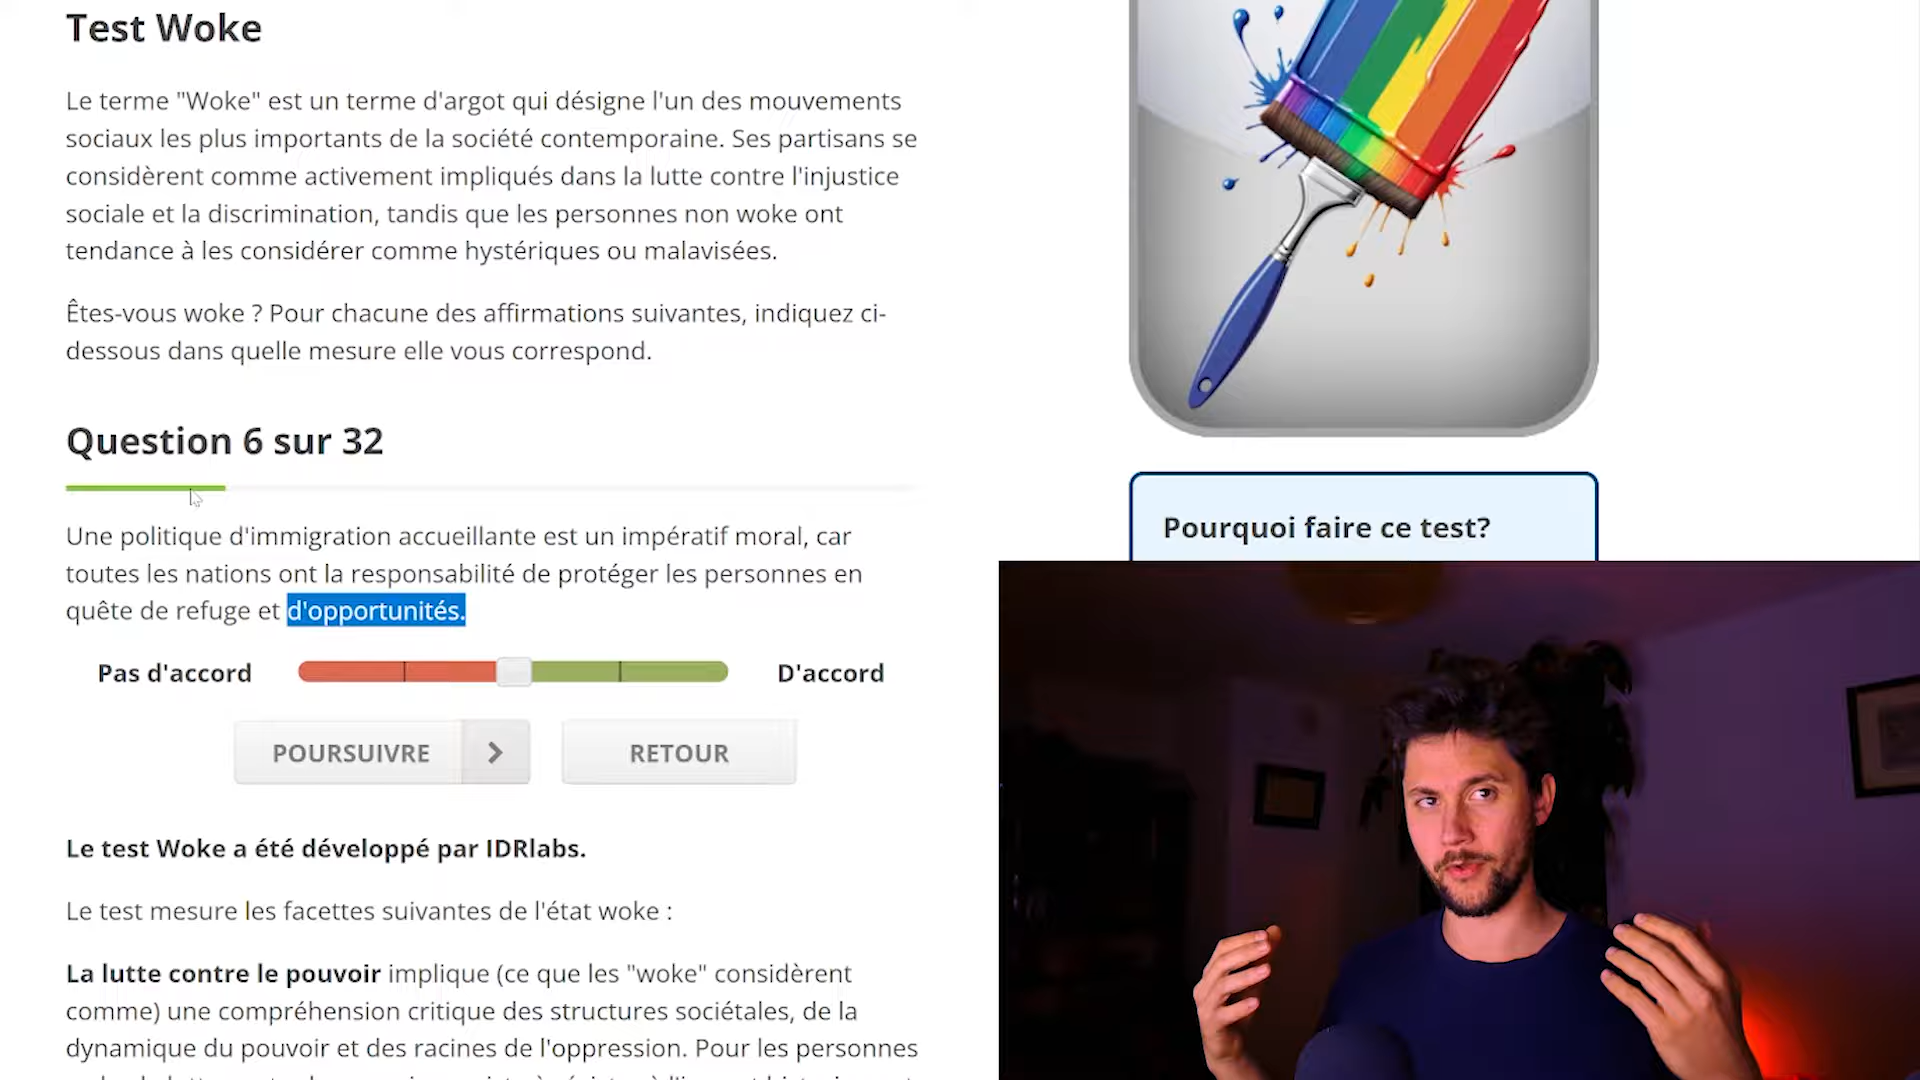 Test Woke
Le terme "Woke" est un terme d'argot qui désigne l'un des mouvements
sociaux les plus importants de la société contemporaine. Ses partisans se
considèrent comme activement impliqués dans la lutte contre l'injustice
sociale et la discrimination, tandis que les personnes non woke ont
tendance à les considérer comme hystériques ou malavisées.
Êtes-vous woke ? Pour chacune des affirmations suivantes, indiquez ci-
dessous dans quelle mesure elle vous correspond.
Question 6 sur 32
Une politique d'immigration accueillante est un impératif moral, car
toutes les nations ont la responsabilité de protéger les personnes en
quête de refuge et d'opportunités.
Pas d'accord
D'accord
POURSUIVRE
RETOUR
Le test Woke a été développé par IDRlabs.
Le test mesure les facettes suivantes de l'état woke :
La lutte contre le pouvoir implique (ce que les "woke" considèrent
comme) une compréhension critique des structures sociétales, de la
dynamique du pouvoir et des racines de l'oppression. Pour les personnes
Pourquoi faire ce test?